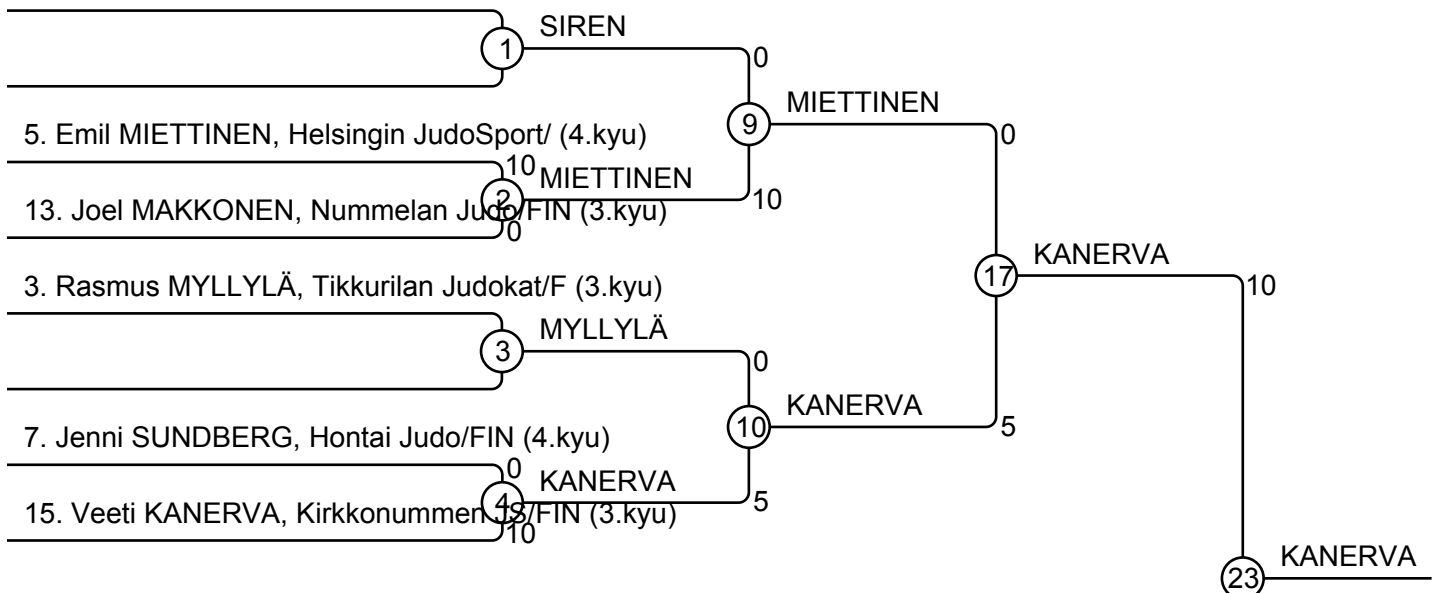 SIREN
1
0
MIETTINEN
5. Emil MIETTINEN, Helsingin JudoSport/ (4.kyu)
9
0
10
MIETTINEN
2
10
13. Joel MAKKONEN, Nummelan Judo/FIN (3.kyu)
0
KANERVA
3. Rasmus MYLLYLÄ, Tikkurilan Judokat/F (3.kyu)
17
10
MYLLYLÄ
3
0
KANERVA
7. Jenni SUNDBERG, Hontai Judo/FIN (4.kyu)
10
5
0
KANERVA
4
5
15. Veeti KANERVA, Kirkkonummen JS/FIN (3.kyu)
10
KANERVA
23